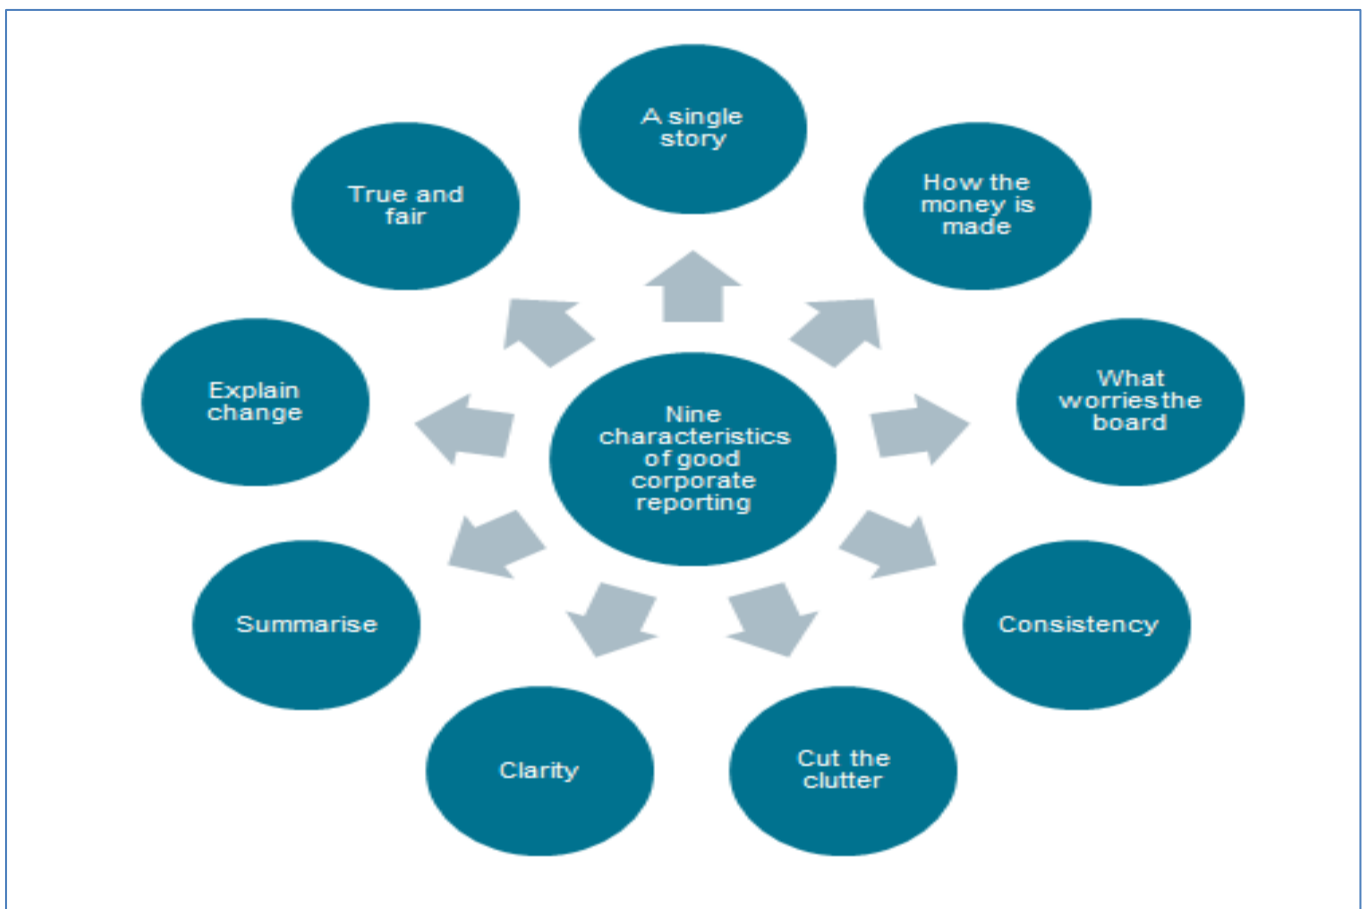 A single
story
How the
money is
made
What
worries the
board
Consistency
Cut the
clutter
Clarity
Summarise
Explain
change
True and
fair
Nine
characteristics
of good
corporate
reporting